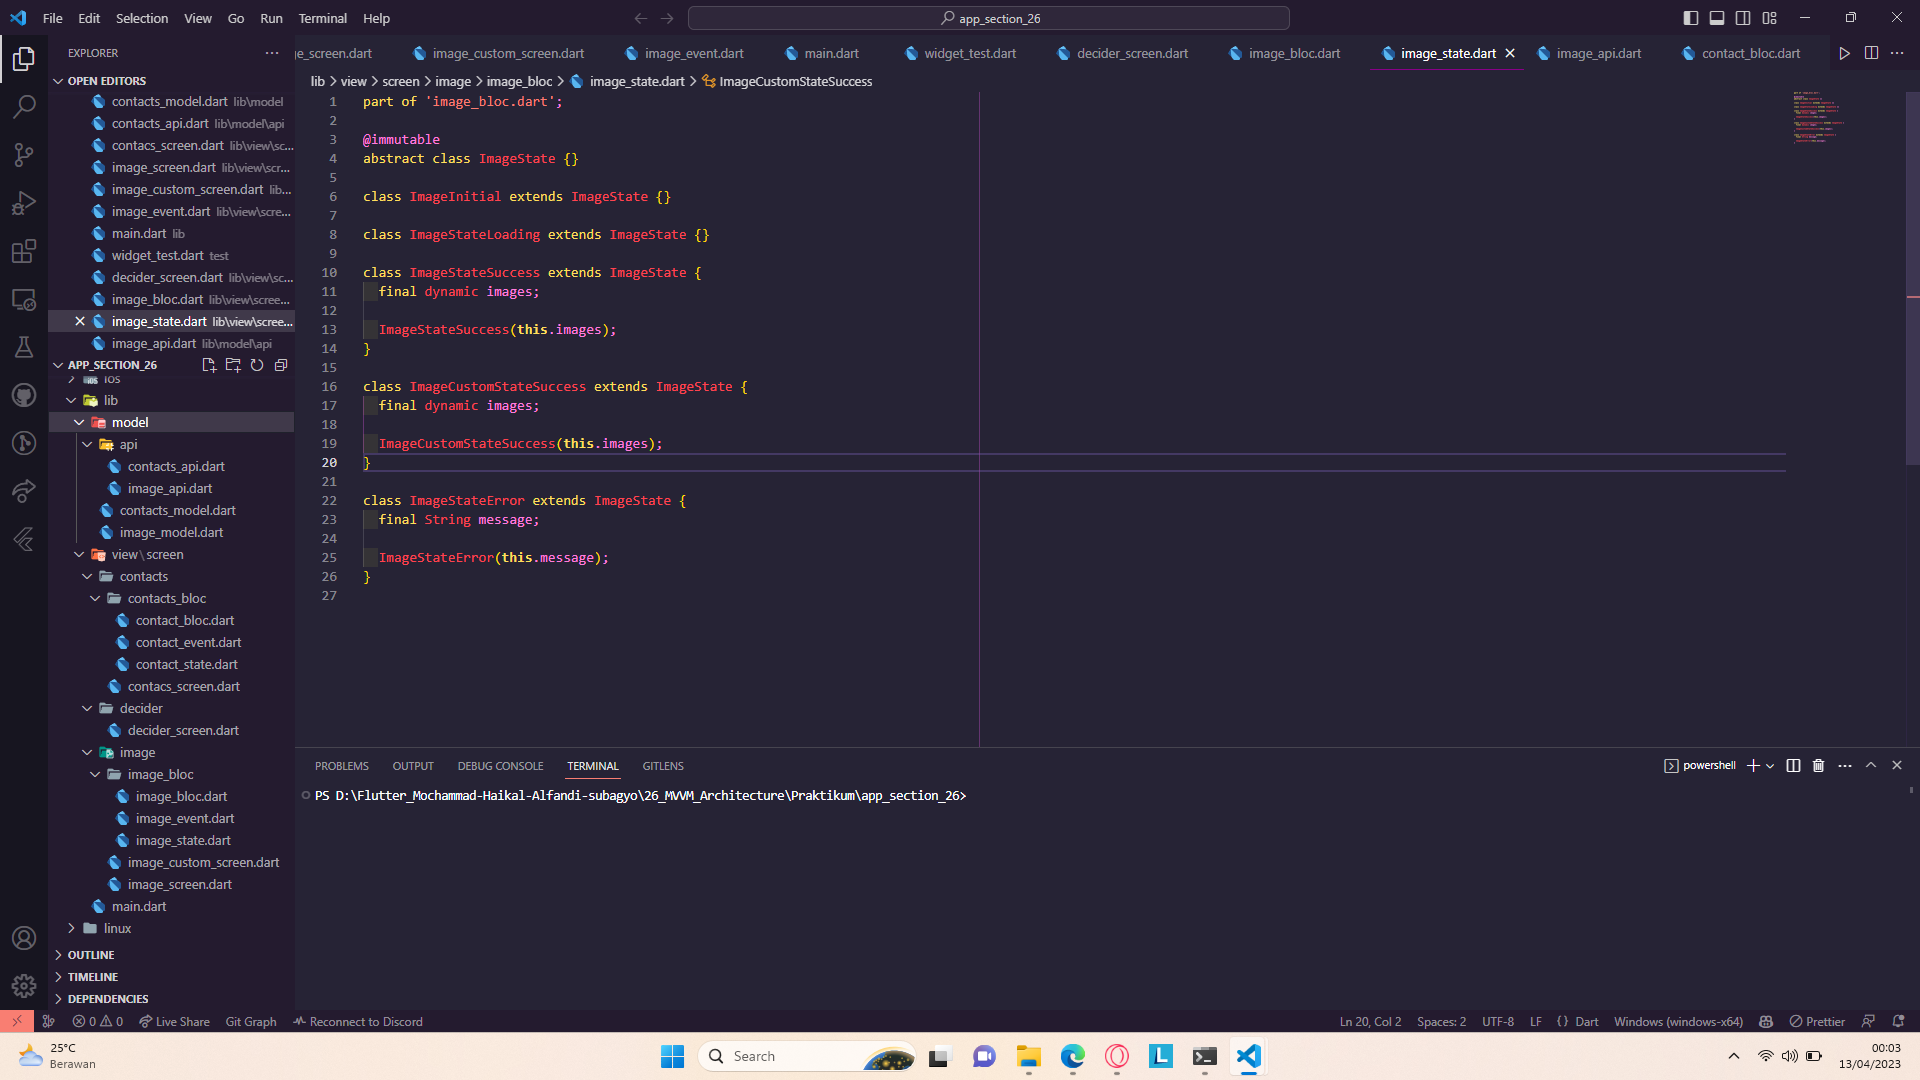 File Edit Selection View Go Run Terminal Help
app_section_26
EXPLORER
OPEN EDITORS
contacts_model.dart lib\model
contacts_api.dart lib\model\api
contacs_screen.dart lib\view\sc...
image_screen.dart lib\view\scr...
image_custom_screen.dart lib...
image_event.dart lib\view\scre...
main.dart lib
widget_test.dart test
decider_screen.dart lib\view\sc...
image_bloc.dart lib\view\scree...
image_state.dart lib\view\scree...
image_api.dart lib\model\api
APP_SECTION_26
ios
lib
model
api
contacts_api.dart
image_api.dart
contacts_model.dart
image_model.dart
view\screen
contacts
contacts_bloc
contact_bloc.dart
contact_event.dart
contact_state.dart
contacs_screen.dart
decider
decider_screen.dart
image
image_bloc
image_bloc.dart
image_event.dart
image_state.dart
image_custom_screen.dart
image_screen.dart
main.dart
linux
OUTLINE
TIMELINE
DEPENDENCIES
ge_screen.dart image_custom_screen.dart image_event.dart main.dart widget_test.dart decider_screen.dart image_bloc.dart image_state.dart image_api.dart contact_bloc.dart
lib > view > screen > image > image_bloc > image_state.dart > ImageCustomStateSuccess
1 part of 'image_bloc.dart';
2
3 @immutable
4 abstract class ImageState {}
5
6 class ImageInitial extends ImageState {}
7
8 class ImageStateLoading extends ImageState {}
9
10 class ImageStateSuccess extends ImageState {
11 final dynamic images;
12
13 ImageStateSuccess(this.images);
14 }
15
16 class ImageCustomStateSuccess extends ImageState {
17 final dynamic images;
18
19 ImageCustomStateSuccess(this.images);
20 }
21
22 class ImageStateError extends ImageState {
23 final String message;
24
25 ImageStateError(this.message);
26 }
27
PROBLEMS OUTPUT DEBUG CONSOLE TERMINAL GITLENS
powershell
PS D:\Flutter_Mochammad-Haikal-Alfandi-subagyo\26_MVVM_Architecture\Praktikum\app_section_26>
0 0 Live Share Git Graph Reconnect to Discord
Ln 20, Col 2 Spaces: 2 UTF-8 LF {} Dart Windows (windows-x64) Prettier
25°C
Berawan
Search
00:03
13/04/2023